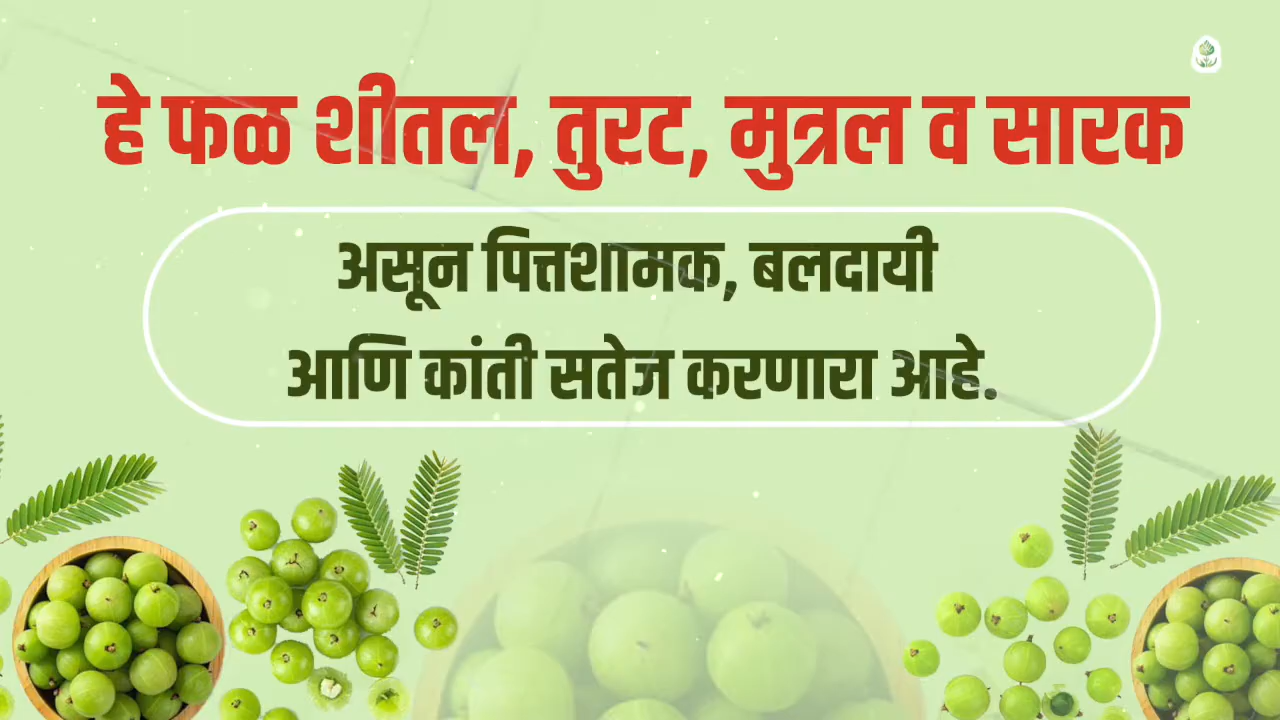 हे फळ शीतल, तुरट, मुत्रल व सारक
असून पित्तशामक, बलदायी
आणि कांती सतेज करणारा आहे.